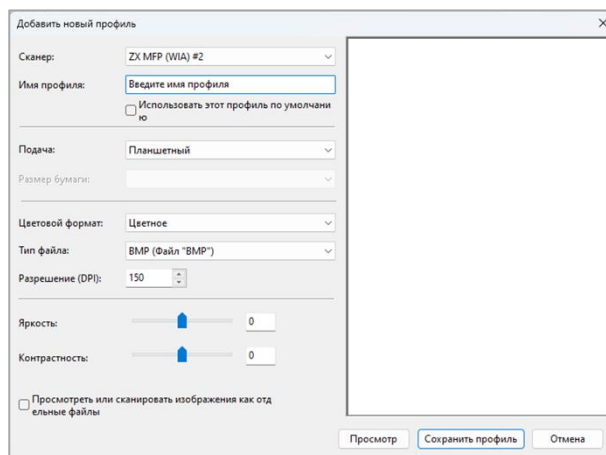 Добавить новый профиль
Сканер: ZX MFP (WIA) #2
Имя профиля: Введите имя профиля
Использовать этот профиль по умолчани
ю
Подача: Планшетный
Размер бумаги:
Цветовой формат: Цветное
Тип файла: BMP (Файл "BMP")
Разрешение (DPI): 150
Яркость: 0
Контрастность: 0
Просмотреть или сканировать изображения как отд
ельные файлы
Просмотр Сохранить профиль Отмена